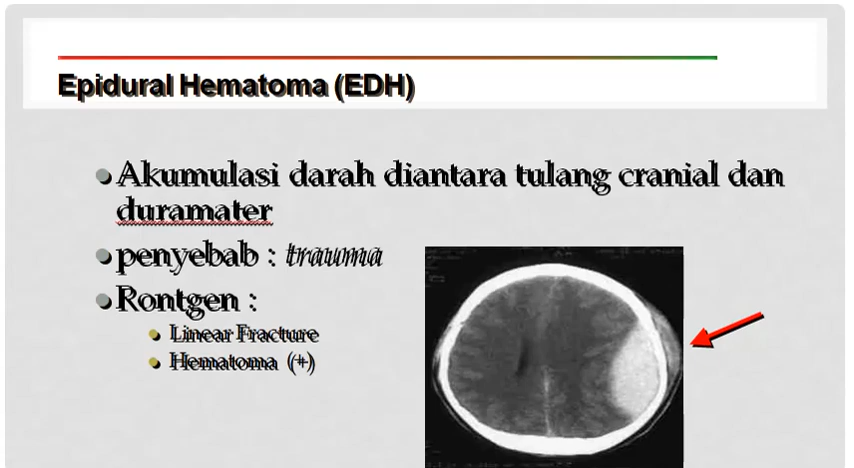 Epidural Hematoma (EDH)
Akumulasi darah diantara tulang cranial dan
duramater
penyebab : trauma
Rontgen :
Linear Fracture
Hematoma (+)